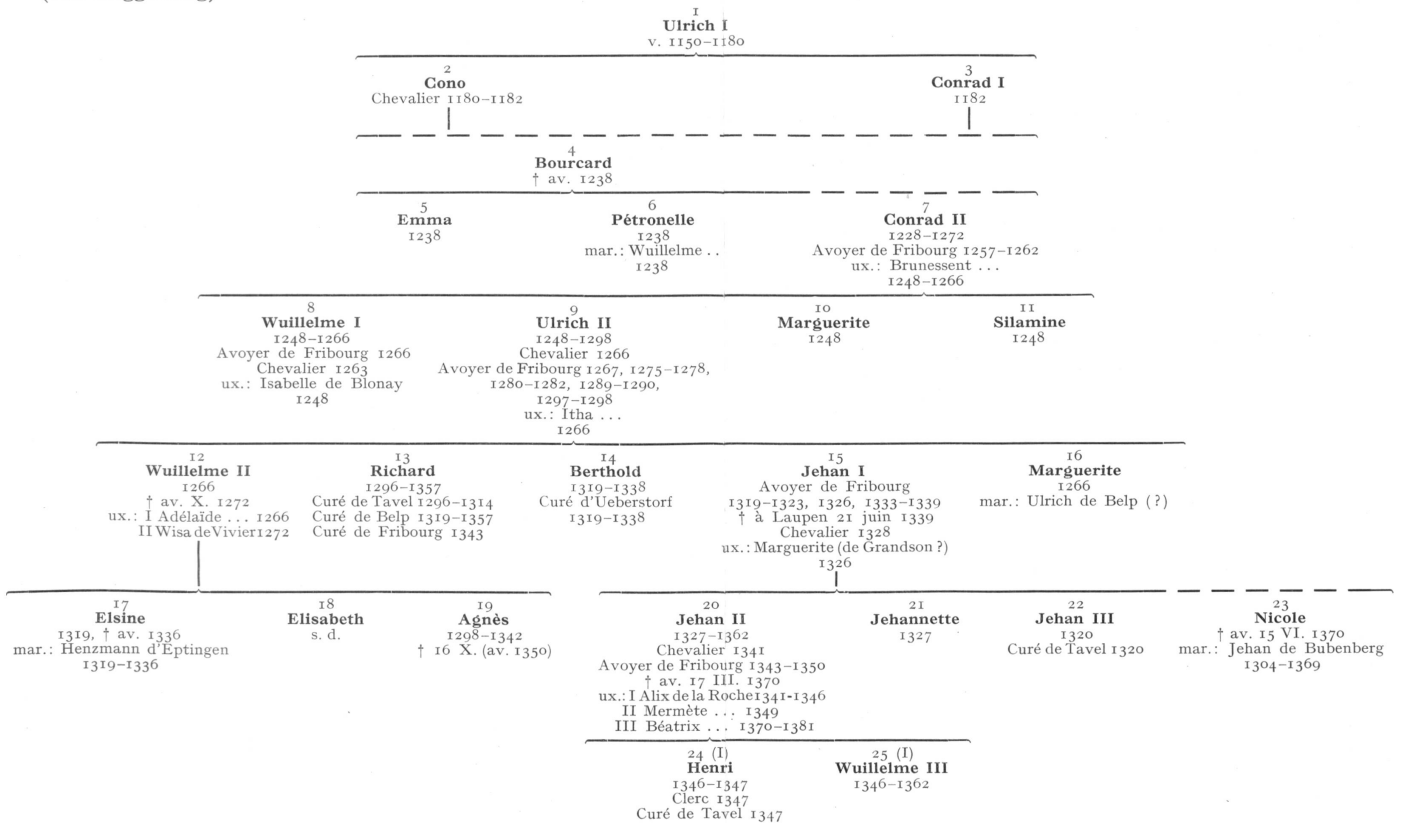 1
Ulrich I
v. 1150–1180
2
Cono
Chevalier 1180–1182
3
Conrad I
1182
4
Bourcard
† av. 1238
5
Emma
1238
6
Pétronelle
1238
mar.: Wuillelme ..
1238
7
Conrad II
1228–1272
Avoyer de Fribourg 1257–1262
ux.: Brunessent ...
1248–1266
8
Wuillelme I
1248–1266
Avoyer de Fribourg 1266
Chevalier 1263
ux.: Isabelle de Blonay
1248
9
Ulrich II
1248–1298
Chevalier 1266
Avoyer de Fribourg 1267, 1275–1278,
1280–1282, 1289–1290,
1297–1298
ux.: Itha ...
1266
10
Marguerite
1248
11
Silamine
1248
12
Wuillelme II
1266
† av. X. 1272
ux.: I Adélaïde ... 1266
II Wisa de Vivier 1272
13
Richard
1296–1357
Curé de Tavel 1296–1314
Curé de Belp 1319–1357
Curé de Fribourg 1343
14
Berthold
1319–1338
Curé d'Ueberstorf
1319–1338
15
Jehan I
Avoyer de Fribourg
1319–1323, 1326, 1333–1339
† à Laupen 21 juin 1339
Chevalier 1328
ux.: Marguerite (de Grandson ?)
1326
16
Marguerite
1266
mar.: Ulrich de Belp (?)
17
Elsine
1319, † av. 1336
mar.: Henzmann d'Eptingen
1319–1336
18
Elisabeth
s. d.
19
Agnès
1298–1342
† 16 X. (av. 1350)
20
Jehan II
1327–1362
Chevalier 1341
Avoyer de Fribourg 1343–1350
† av. 17 III. 1370
ux.: I Alix de la Roche 1341-1346
II Mermète ... 1349
III Béatrix ... 1370–1381
21
Jehannette
1327
22
Jehan III
1320
Curé de Tavel 1320
23
Nicole
† av. 15 VI. 1370
mar.: Jehan de Bubenberg
1304–1369
24 (I)
Henri
1346–1347
Clerc 1347
Curé de Tavel 1347
25 (I)
Wuillelme III
1346–1362